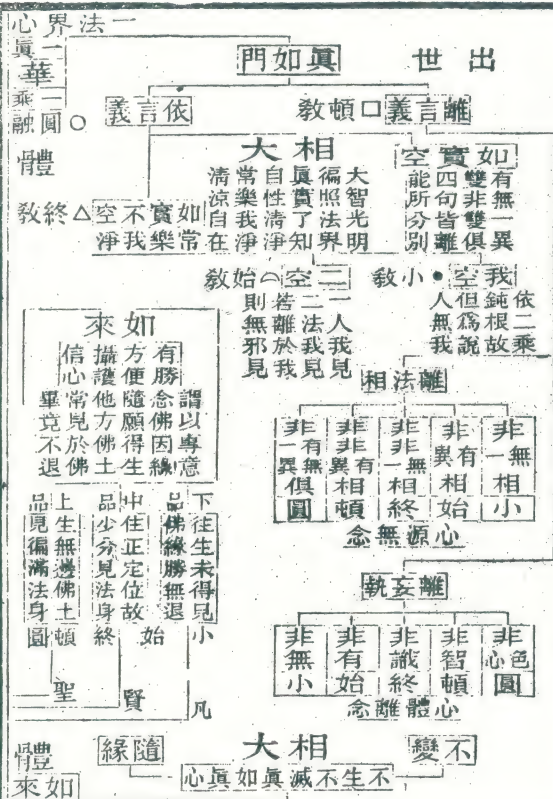 一法界心
出世
眞如門
眞一
華
乘一
融圓○
體
離言義
口頓教
依言義
如實空
有無一異
雙非雙俱
四句皆離
能所分別
相大
大智光明
徧照法界
眞實了知
自性清淨
常樂我淨
清涼自在
如實不空
常樂我淨
△終教
我空
●小教
依二乘
鈍根故
但爲說
人無我
二空
始教
一人我見
二法我見
若離於我
則無邪見
離法相
非一無相小
非異有相始
非非一無相終
非非異有相頓
非一異有無俱圓
心源無念
離妄執
非色心圓
非智頓
非識終
非有始
非無小
心體離念
如來
謂以專意
有勝念佛因緣
方便隨願得生
攝護他方佛土
信心常見於佛
畢竟不退
下品
往生未得見佛緣勝無退
小
始
中品
住正定位故少分見法身
終
上品
生無邊佛土見徧滿法身
頓圓
凡
賢
聖
不變
相大
隨緣
不生不滅眞如眞心
體
如來